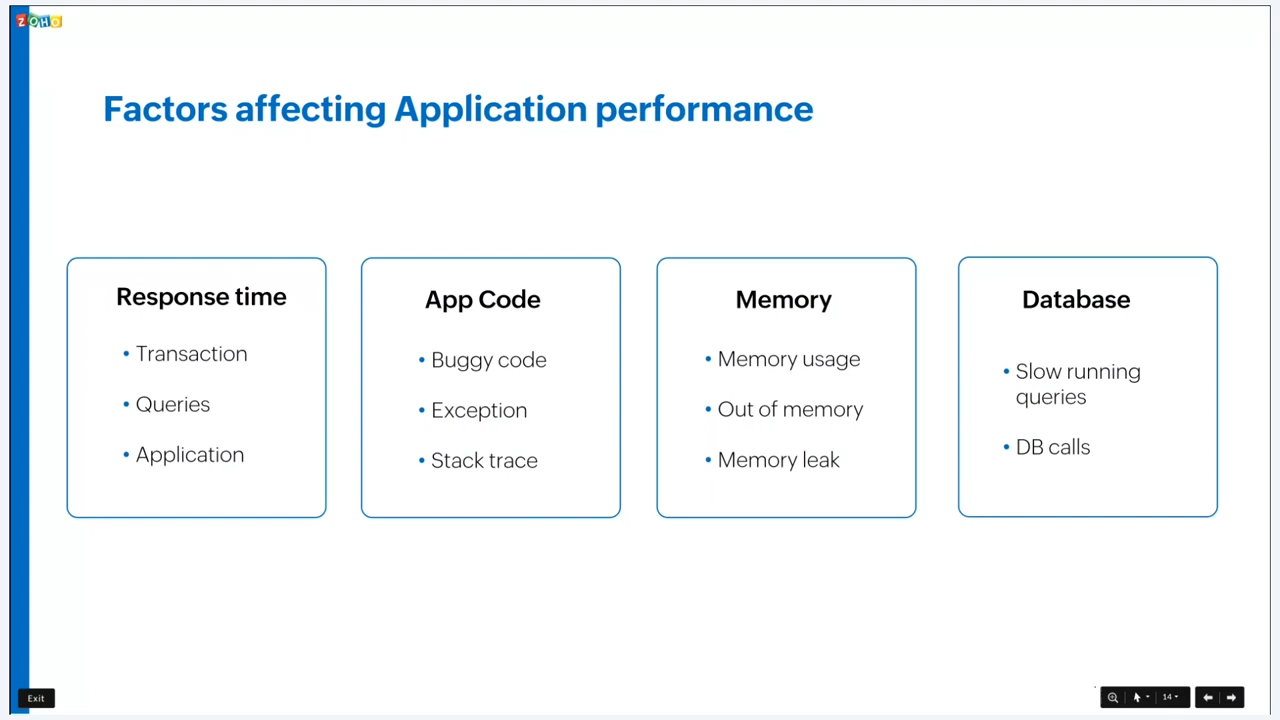 ZOHO
Factors affecting Application performance
Response time
• Transaction
• Queries
• Application
App Code
• Buggy code
• Exception
• Stack trace
Memory
• Memory usage
• Out of memory
• Memory leak
Database
• Slow running
queries
• DB calls
Exit
14